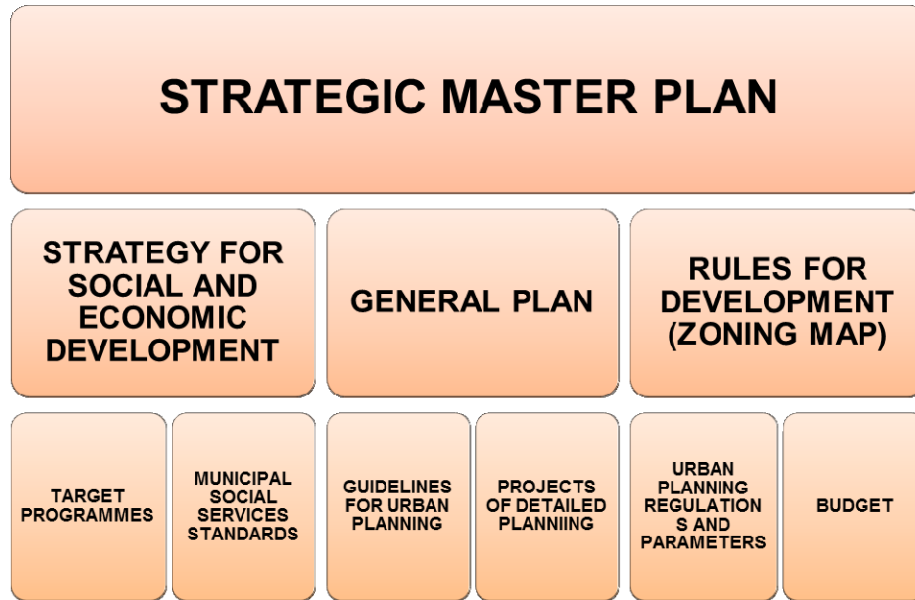 STRATEGIC MASTER PLAN
STRATEGY FOR
SOCIAL AND
ECONOMIC
DEVELOPMENT
GENERAL PLAN
RULES FOR
DEVELOPMENT
(ZONING MAP)
TARGET
PROGRAMMES
MUNICIPAL
SOCIAL
SERVICES
STANDARDS
GUIDELINES
FOR URBAN
PLANNING
PROJECTS
OF DETAILED
PLANNIING
URBAN
PLANNING
REGULATION
S AND
PARAMETERS
BUDGET